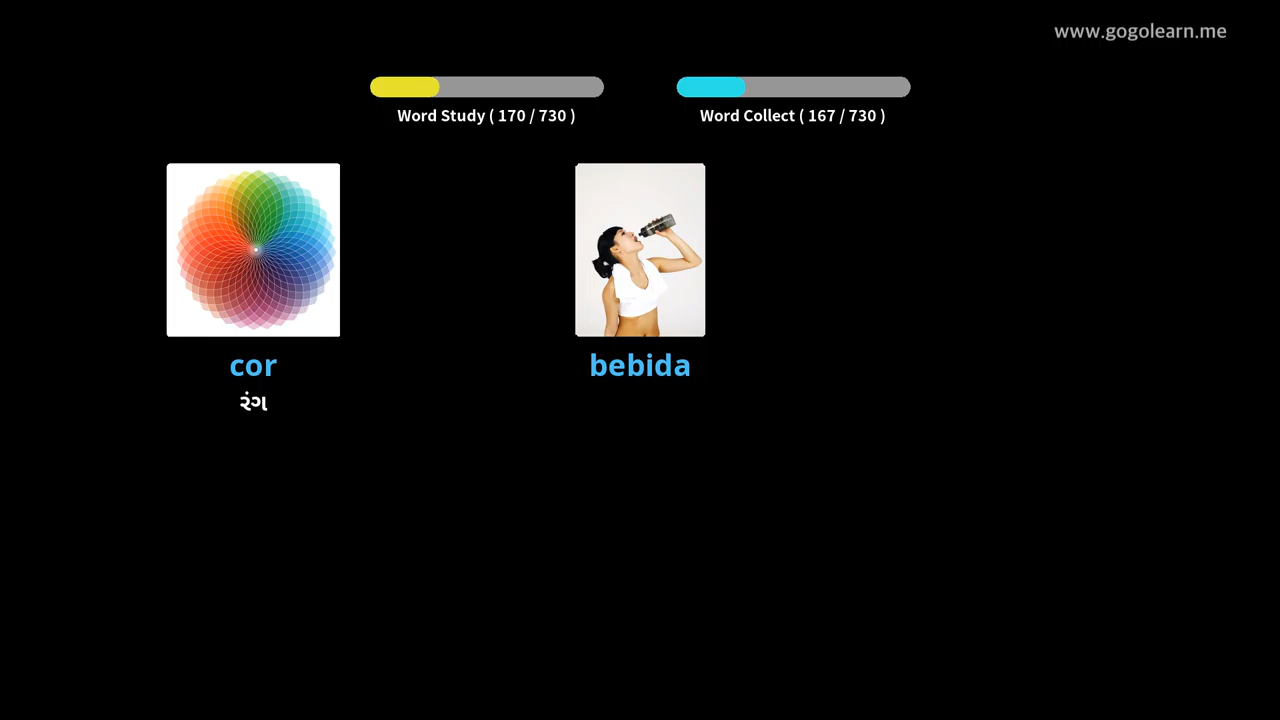 www.gogolearn.me
Word Study ( 170 / 730 )
Word Collect ( 167 / 730 )
cor
રંગ
bebida